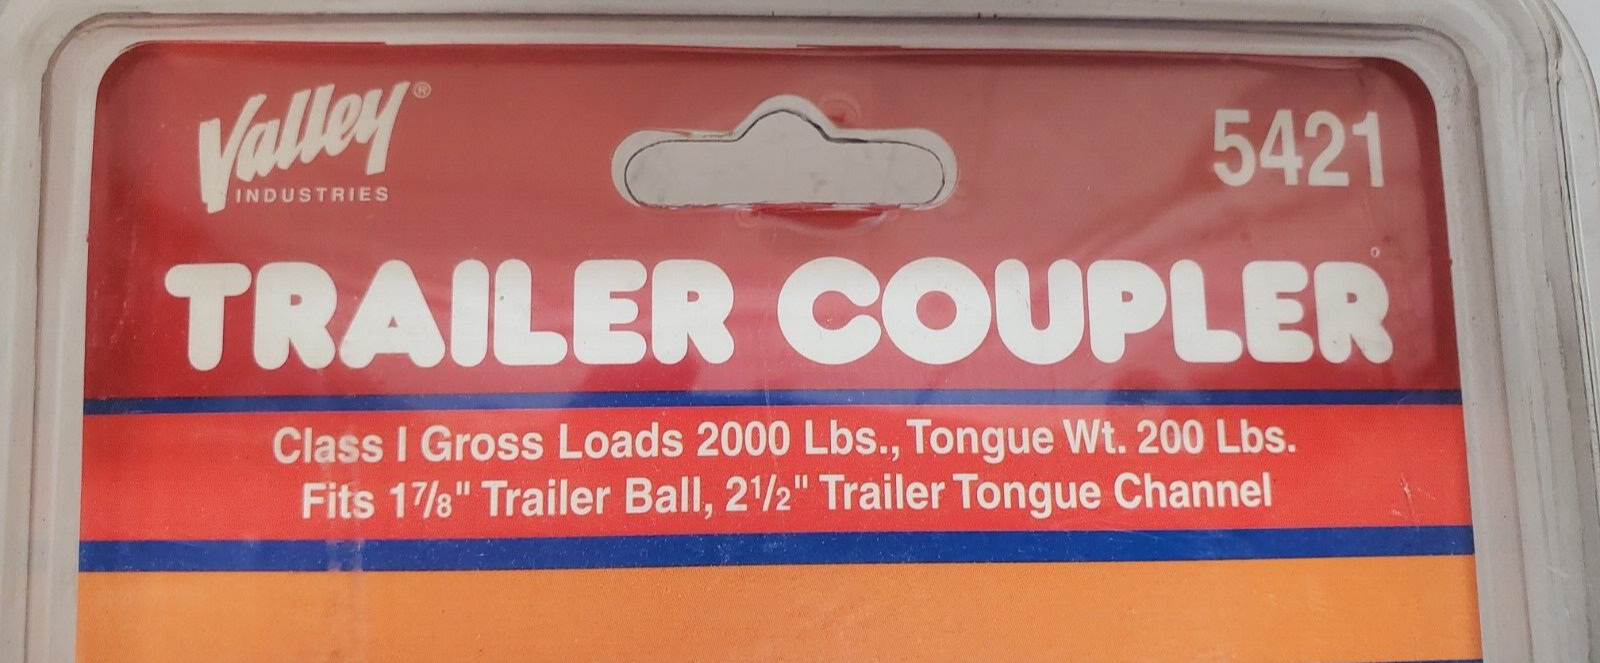 Valley®
INDUSTRIES
5421
TRAILER COUPLER
Class I Gross Loads 2000 Lbs., Tongue Wt. 200 Lbs.
Fits 1⁷/₈" Trailer Ball, 2¹/₂" Trailer Tongue Channel